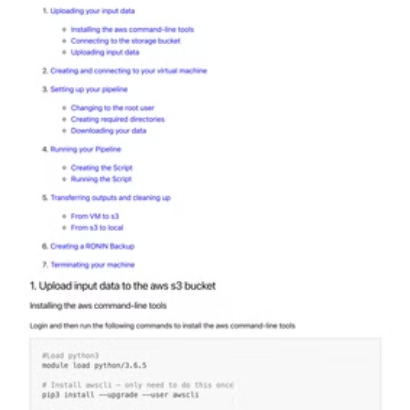 1. Uploading your input data
Installing the aws command-line tools
Connecting to the storage bucket
Uploading input data
2. Creating and connecting to your virtual machine
3. Setting up your pipeline
Changing to the root user
Creating required directories
Downloading your data
4. Running your Pipeline
Creating the Script
Running the Script
5. Transferring outputs and cleaning up
From VM to s3
From s3 to local
6. Creating a RONIN Backup
7. Terminating your machine
1. Upload input data to the aws s3 bucket
Installing the aws command-line tools
Login and then run the following commands to install the aws command-line tools
#Load python3
module load python/3.6.5
# Install awscli — only need to do this once
pip3 install --upgrade --user awscli